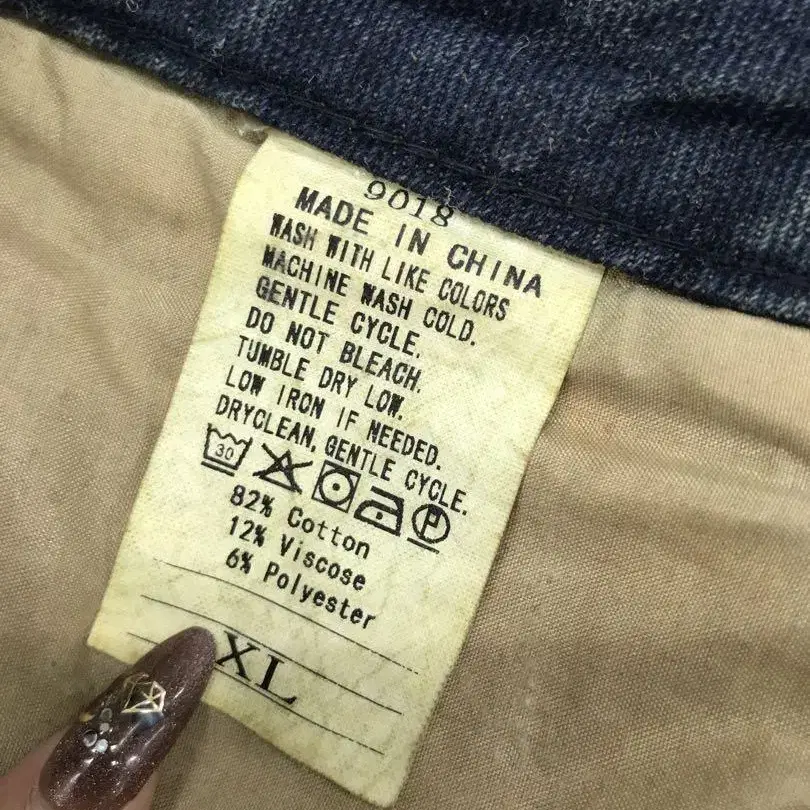 9018
MADE IN CHINA
WASH WITH LIKE COLORS
MACHINE WASH COLD.
GENTLE CYCLE.
DO NOT BLEACH.
TUMBLE DRY LOW.
LOW IRON IF NEEDED.
DRYCLEAN, GENTLE CYCLE.
30 P
82% Cotton
12% Viscose
6% Polyester
XL